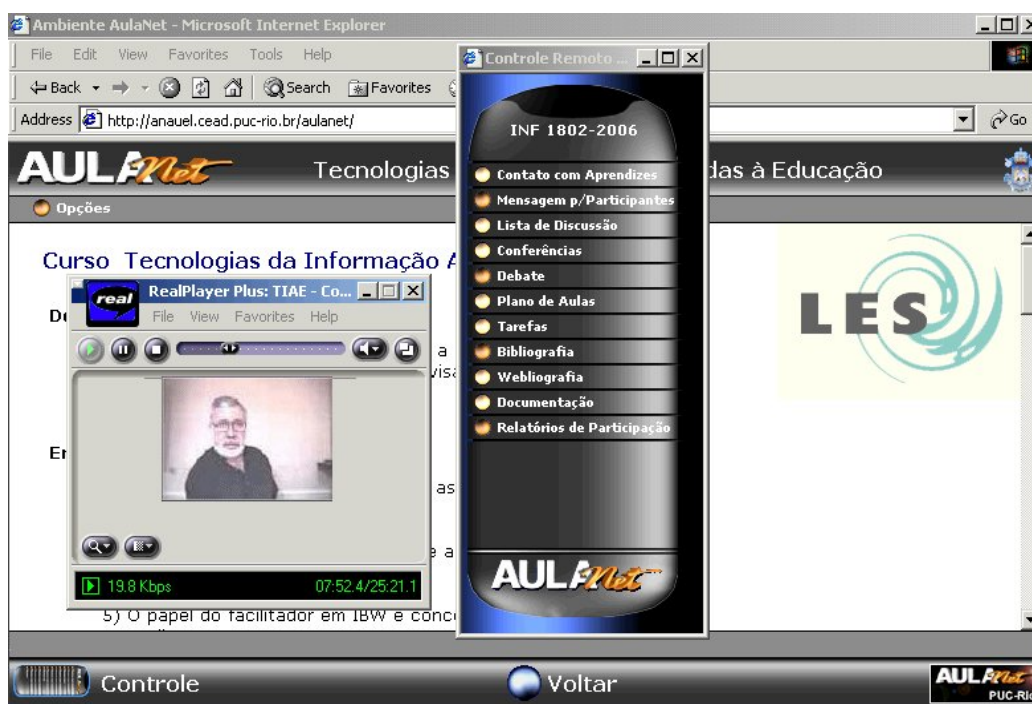 Ambiente AulaNet - Microsoft Internet Explorer
File Edit View Favorites Tools Help
Back Search Favorites
Address http://anauel.cead.puc-rio.br/aulanet/ Go
AULANet Tecnologias das à Educação
Opções
Curso Tecnologias da Informação A
RealPlayer Plus: TIAE - Co...
File View Favorites Help
a
as
e a
19.8 Kbps 07:52.4/25:21.1
5) O papel do facilitador em IBW e conc
Controle Remoto ...
INF 1802-2006
Contato com Aprendizes
Mensagem p/Participantes
Lista de Discussão
Conferências
Debate
Plano de Aulas
Tarefas
Bibliografia
Webliografia
Documentação
Relatórios de Participação
AULANet
LES
Controle Voltar AULANet
PUC-Rio